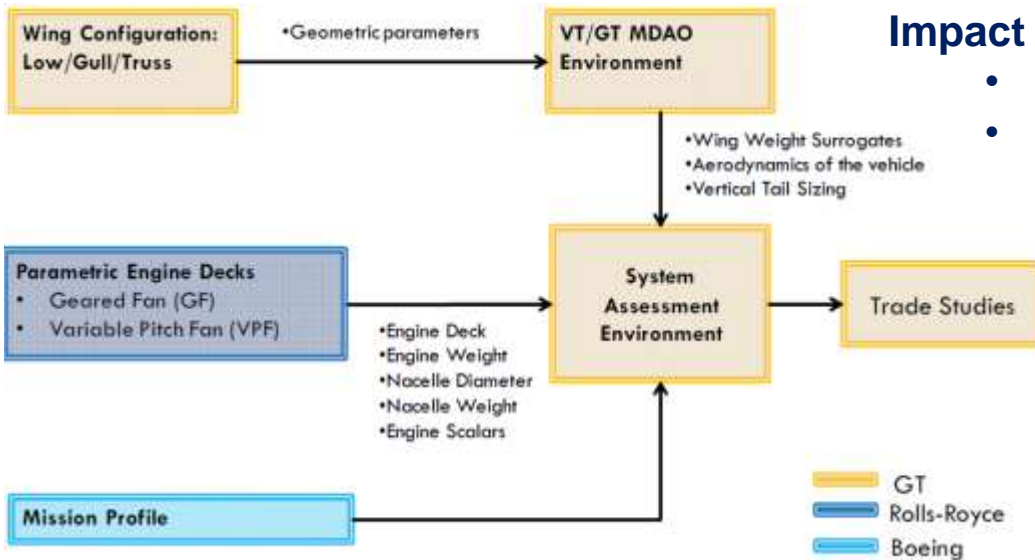 Wing Configuration:
Low/Gull/Truss
•Geometric parameters
VT/GT MDAO
Environment
Impact
•
•
•Wing Weight Surrogates
•Aerodynamics of the vehicle
•Vertical Tail Sizing
Parametric Engine Decks
• Geared Fan (GF)
• Variable Pitch Fan (VPF)
System
Assessment
Environment
Trade Studies
•Engine Deck
•Engine Weight
•Nacelle Diameter
•Nacelle Weight
•Engine Scalars
Mission Profile
GT
Rolls-Royce
Boeing